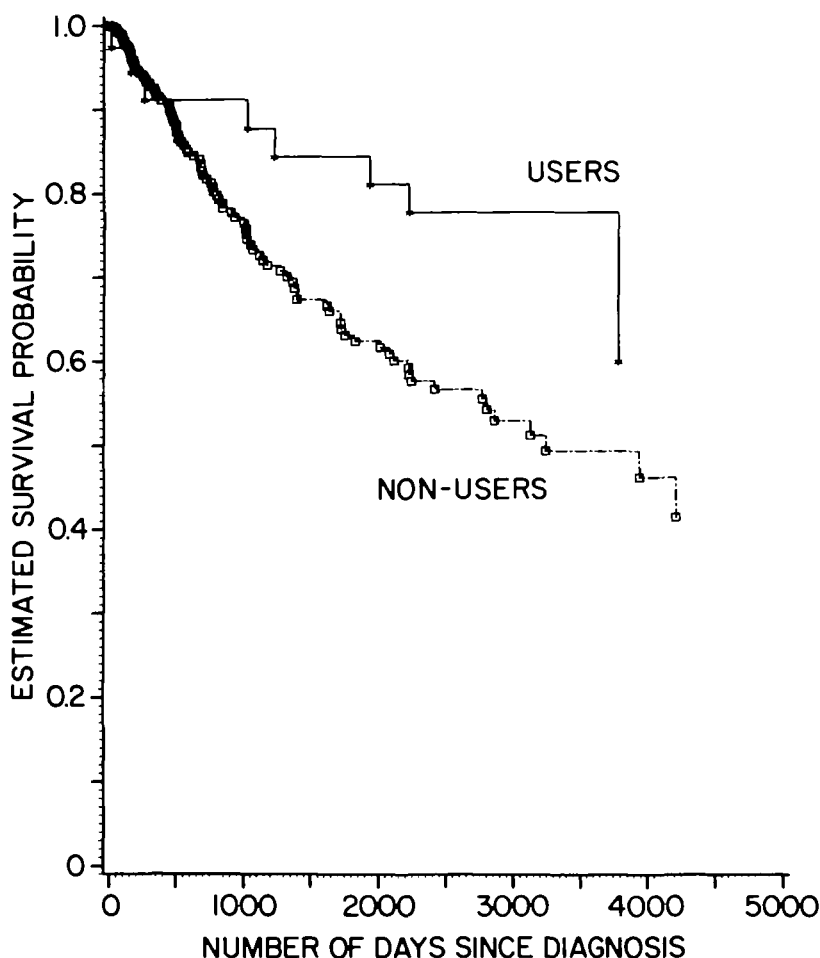 ESTIMATED SURVIVAL PROBABILITY
1.0
0.8
0.6
0.4
0.2
0
USERS
NON-USERS
0 1000 2000 3000 4000 5000
NUMBER OF DAYS SINCE DIAGNOSIS